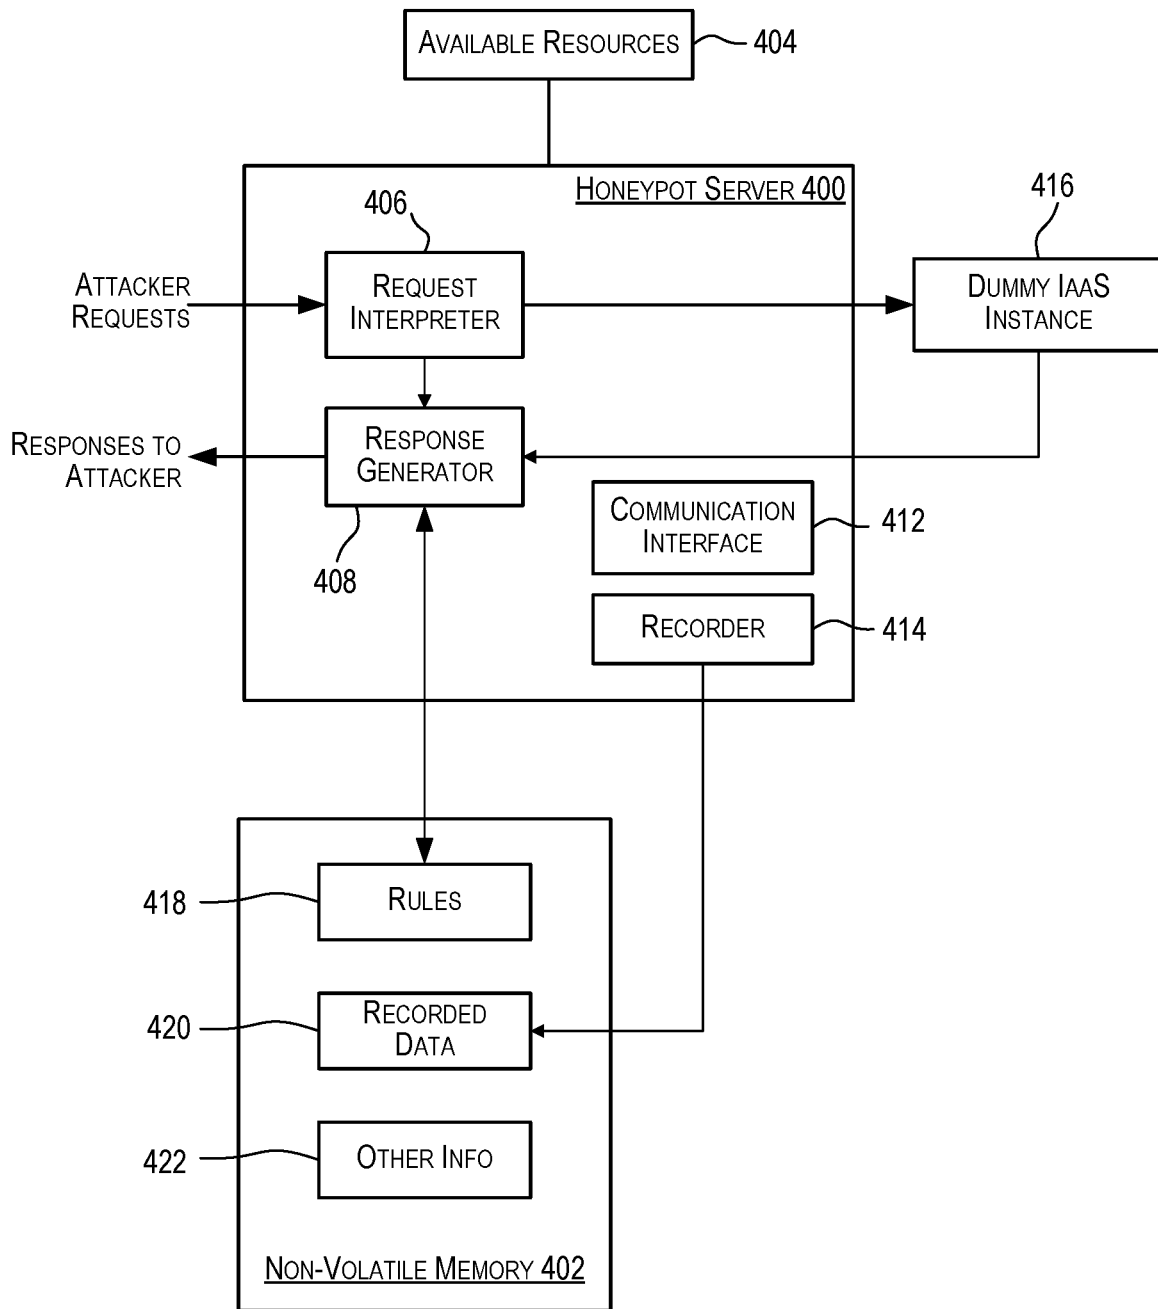 AVAILABLE RESOURCES
404
HONEYPOT SERVER 400
406
416
ATTACKER
REQUESTS
REQUEST
INTERPRETER
DUMMY IAAS
INSTANCE
RESPONSES TO
ATTACKER
RESPONSE
GENERATOR
408
COMMUNICATION
INTERFACE
412
RECORDER
414
418
RULES
420
RECORDED
DATA
422
OTHER INFO
NON-VOLATILE MEMORY 402